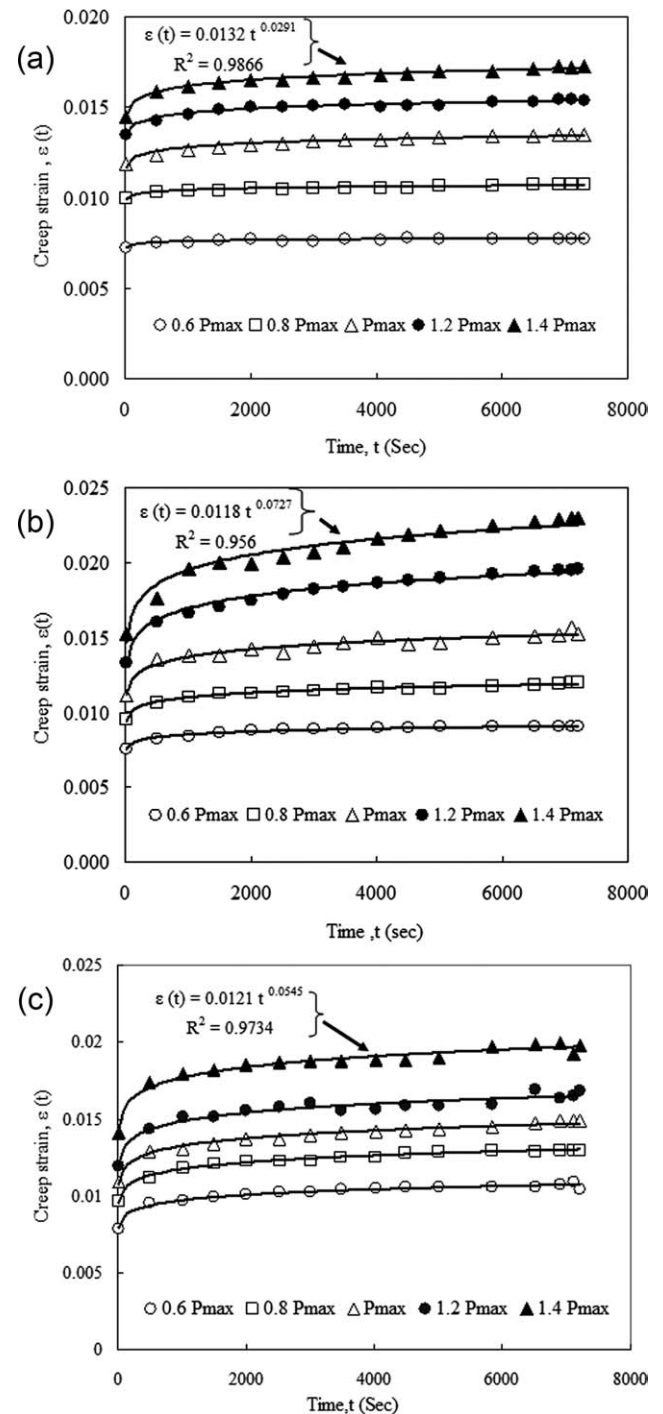 (a)
0.020
0.015
0.010
0.005
0.000
Creep strain , ε (t)
ε (t) = 0.0132 t 0.0291
R2 = 0.9866
0.6 Pmax 0.8 Pmax Pmax 1.2 Pmax 1.4 Pmax
0 2000 4000 6000 8000
Time, t (Sec)
(b)
0.025
0.020
0.015
0.010
0.005
0.000
Creep strain, ε(t)
ε (t) = 0.0118 t 0.0727
R2 = 0.956
0.6 Pmax 0.8 Pmax Pmax 1.2 Pmax 1.4 Pmax
0 2000 4000 6000 8000
Time ,t (sec)
(c)
0.025
0.02
0.015
0.01
0.005
0
Creep strain, ε (t)
ε (t) = 0.0121 t 0.0545
R2 = 0.9734
0.6 Pmax 0.8 Pmax Pmax 1.2 Pmax 1.4 Pmax
0 2000 4000 6000 8000
Time,t (Sec)